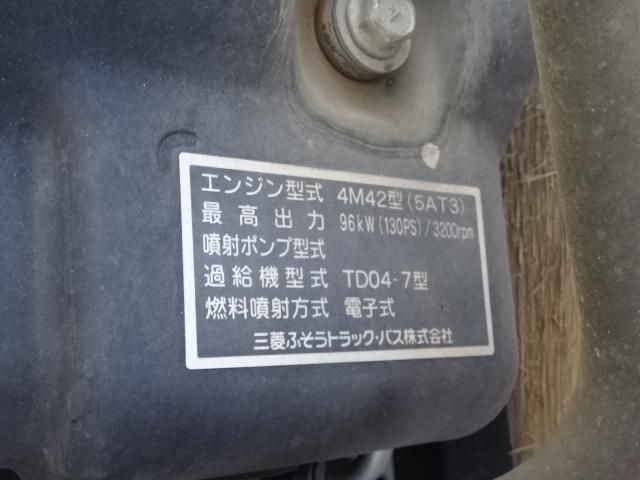 エンジン型式 4M42型(5AT3)
最高出力 96kW(130PS)/3200rpm
噴射ポンプ型式
過給機型式 TD04-7型
燃料噴射方式 電子式
三菱ふそうトラック・バス株式会社